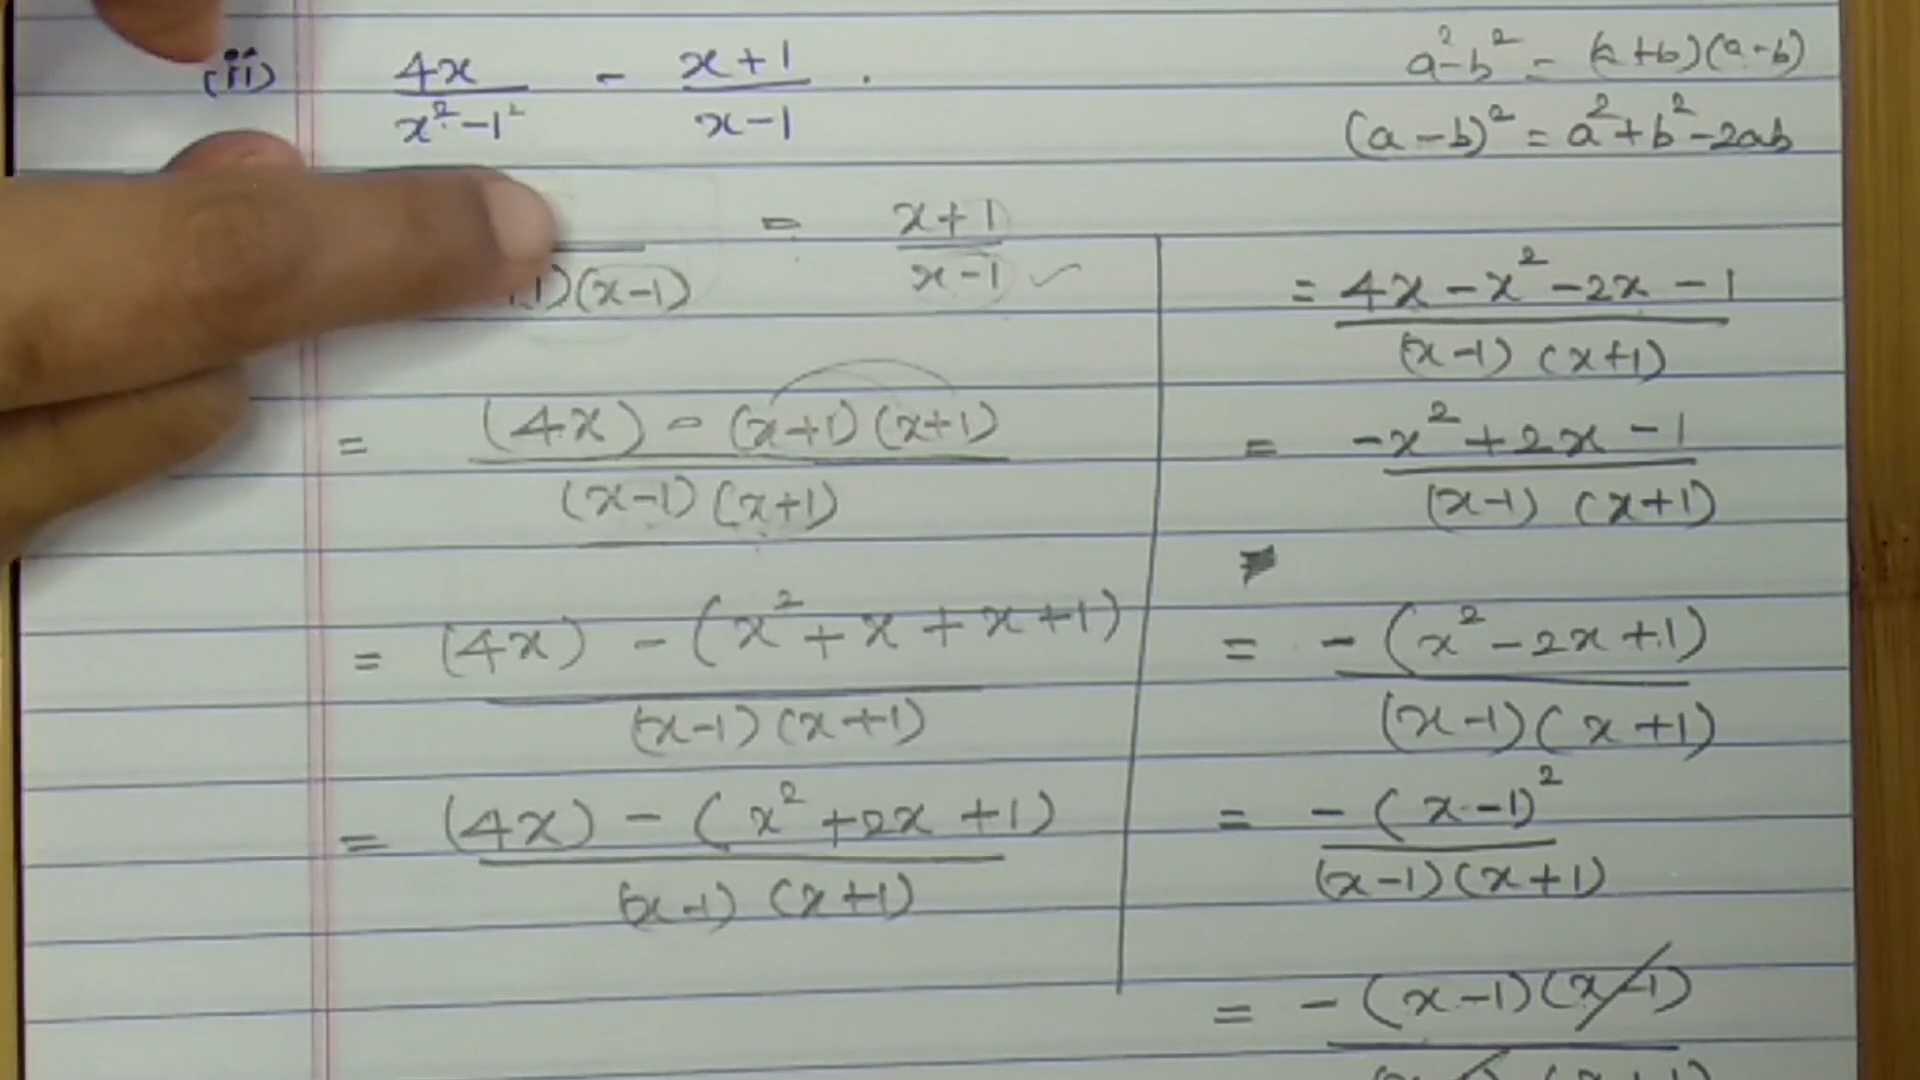 (ii) 4x / x² - 1² - x+1 / x-1 .
a² - b² = (a+b)(a-b)
(a-b)² = a² + b² - 2ab
1)(x-1) - x+1 / x-1 ✓
= (4x) - (x+1)(x+1) / (x-1)(x+1)
= (4x) - (x² + x + x + 1) / (x-1)(x+1)
= (4x) - (x² + 2x + 1) / (x-1)(x+1)
= 4x - x² - 2x - 1 / (x-1)(x+1)
= -x² + 2x - 1 / (x-1)(x+1)
= -(x² - 2x + 1) / (x-1)(x+1)
= -(x-1)² / (x-1)(x+1)
= -(x-1)(x-1)